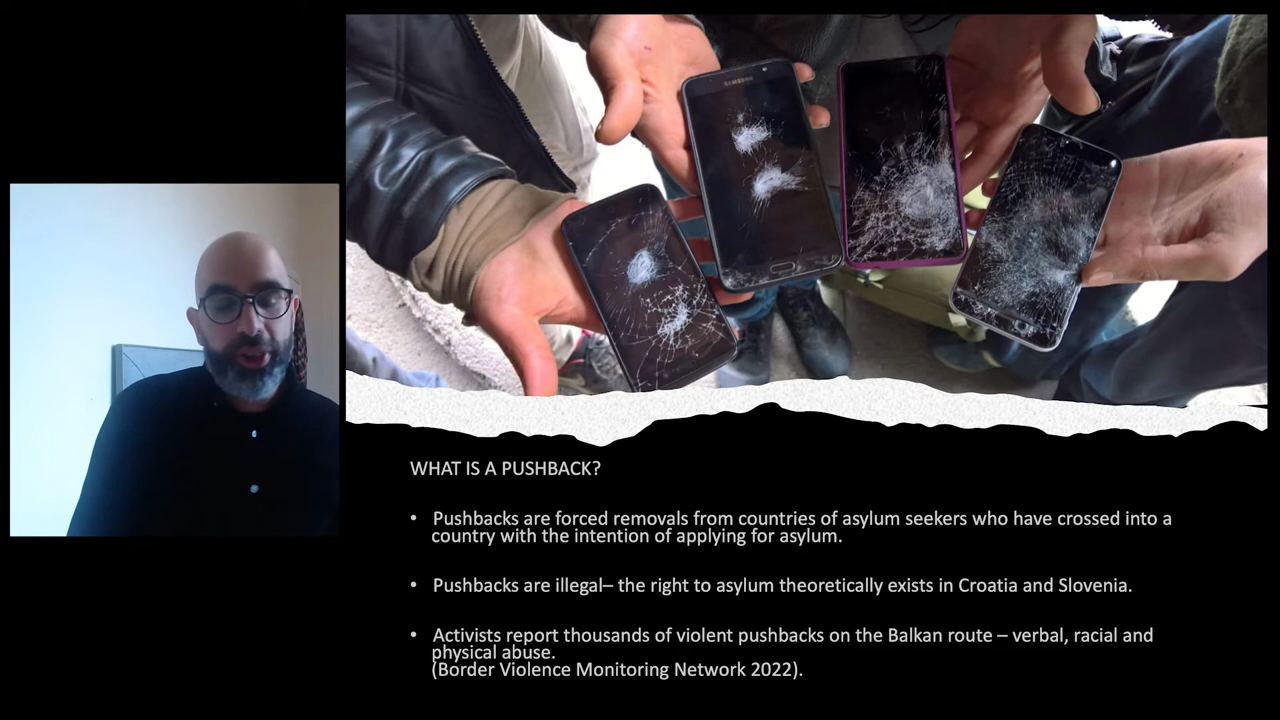 SAMSUNG
WHAT IS A PUSHBACK?
• Pushbacks are forced removals from countries of asylum seekers who have crossed into a
country with the intention of applying for asylum.
• Pushbacks are illegal– the right to asylum theoretically exists in Croatia and Slovenia.
• Activists report thousands of violent pushbacks on the Balkan route – verbal, racial and
physical abuse.
(Border Violence Monitoring Network 2022).